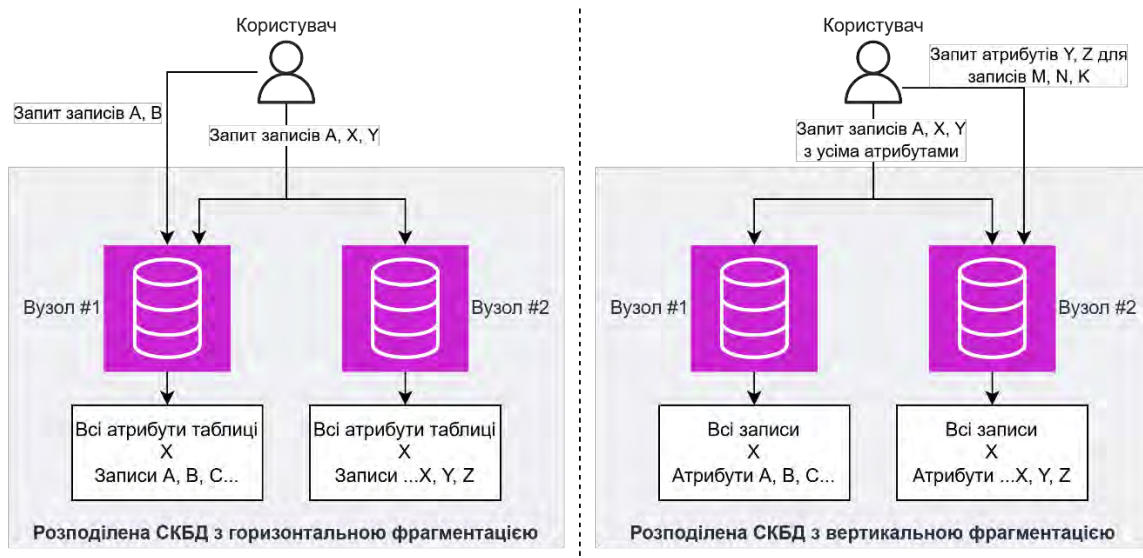 Користувач
Запит записів A, B
Запит записів A, X, Y
Вузол #1
Вузол #2
Всі атрибути таблиці
X
Записи A, B, C...
Всі атрибути таблиці
X
Записи ...X, Y, Z
Розподілена СКБД з горизонтальною фрагментацією
Користувач
Запит атрибутів Y, Z для
записів M, N, K
Запит записів A, X, Y
з усіма атрибутами
Вузол #1
Вузол #2
Всі записи
X
Атрибути A, B, C...
Всі записи
X
Атрибути ...X, Y, Z
Розподілена СКБД з вертикальною фрагментацією